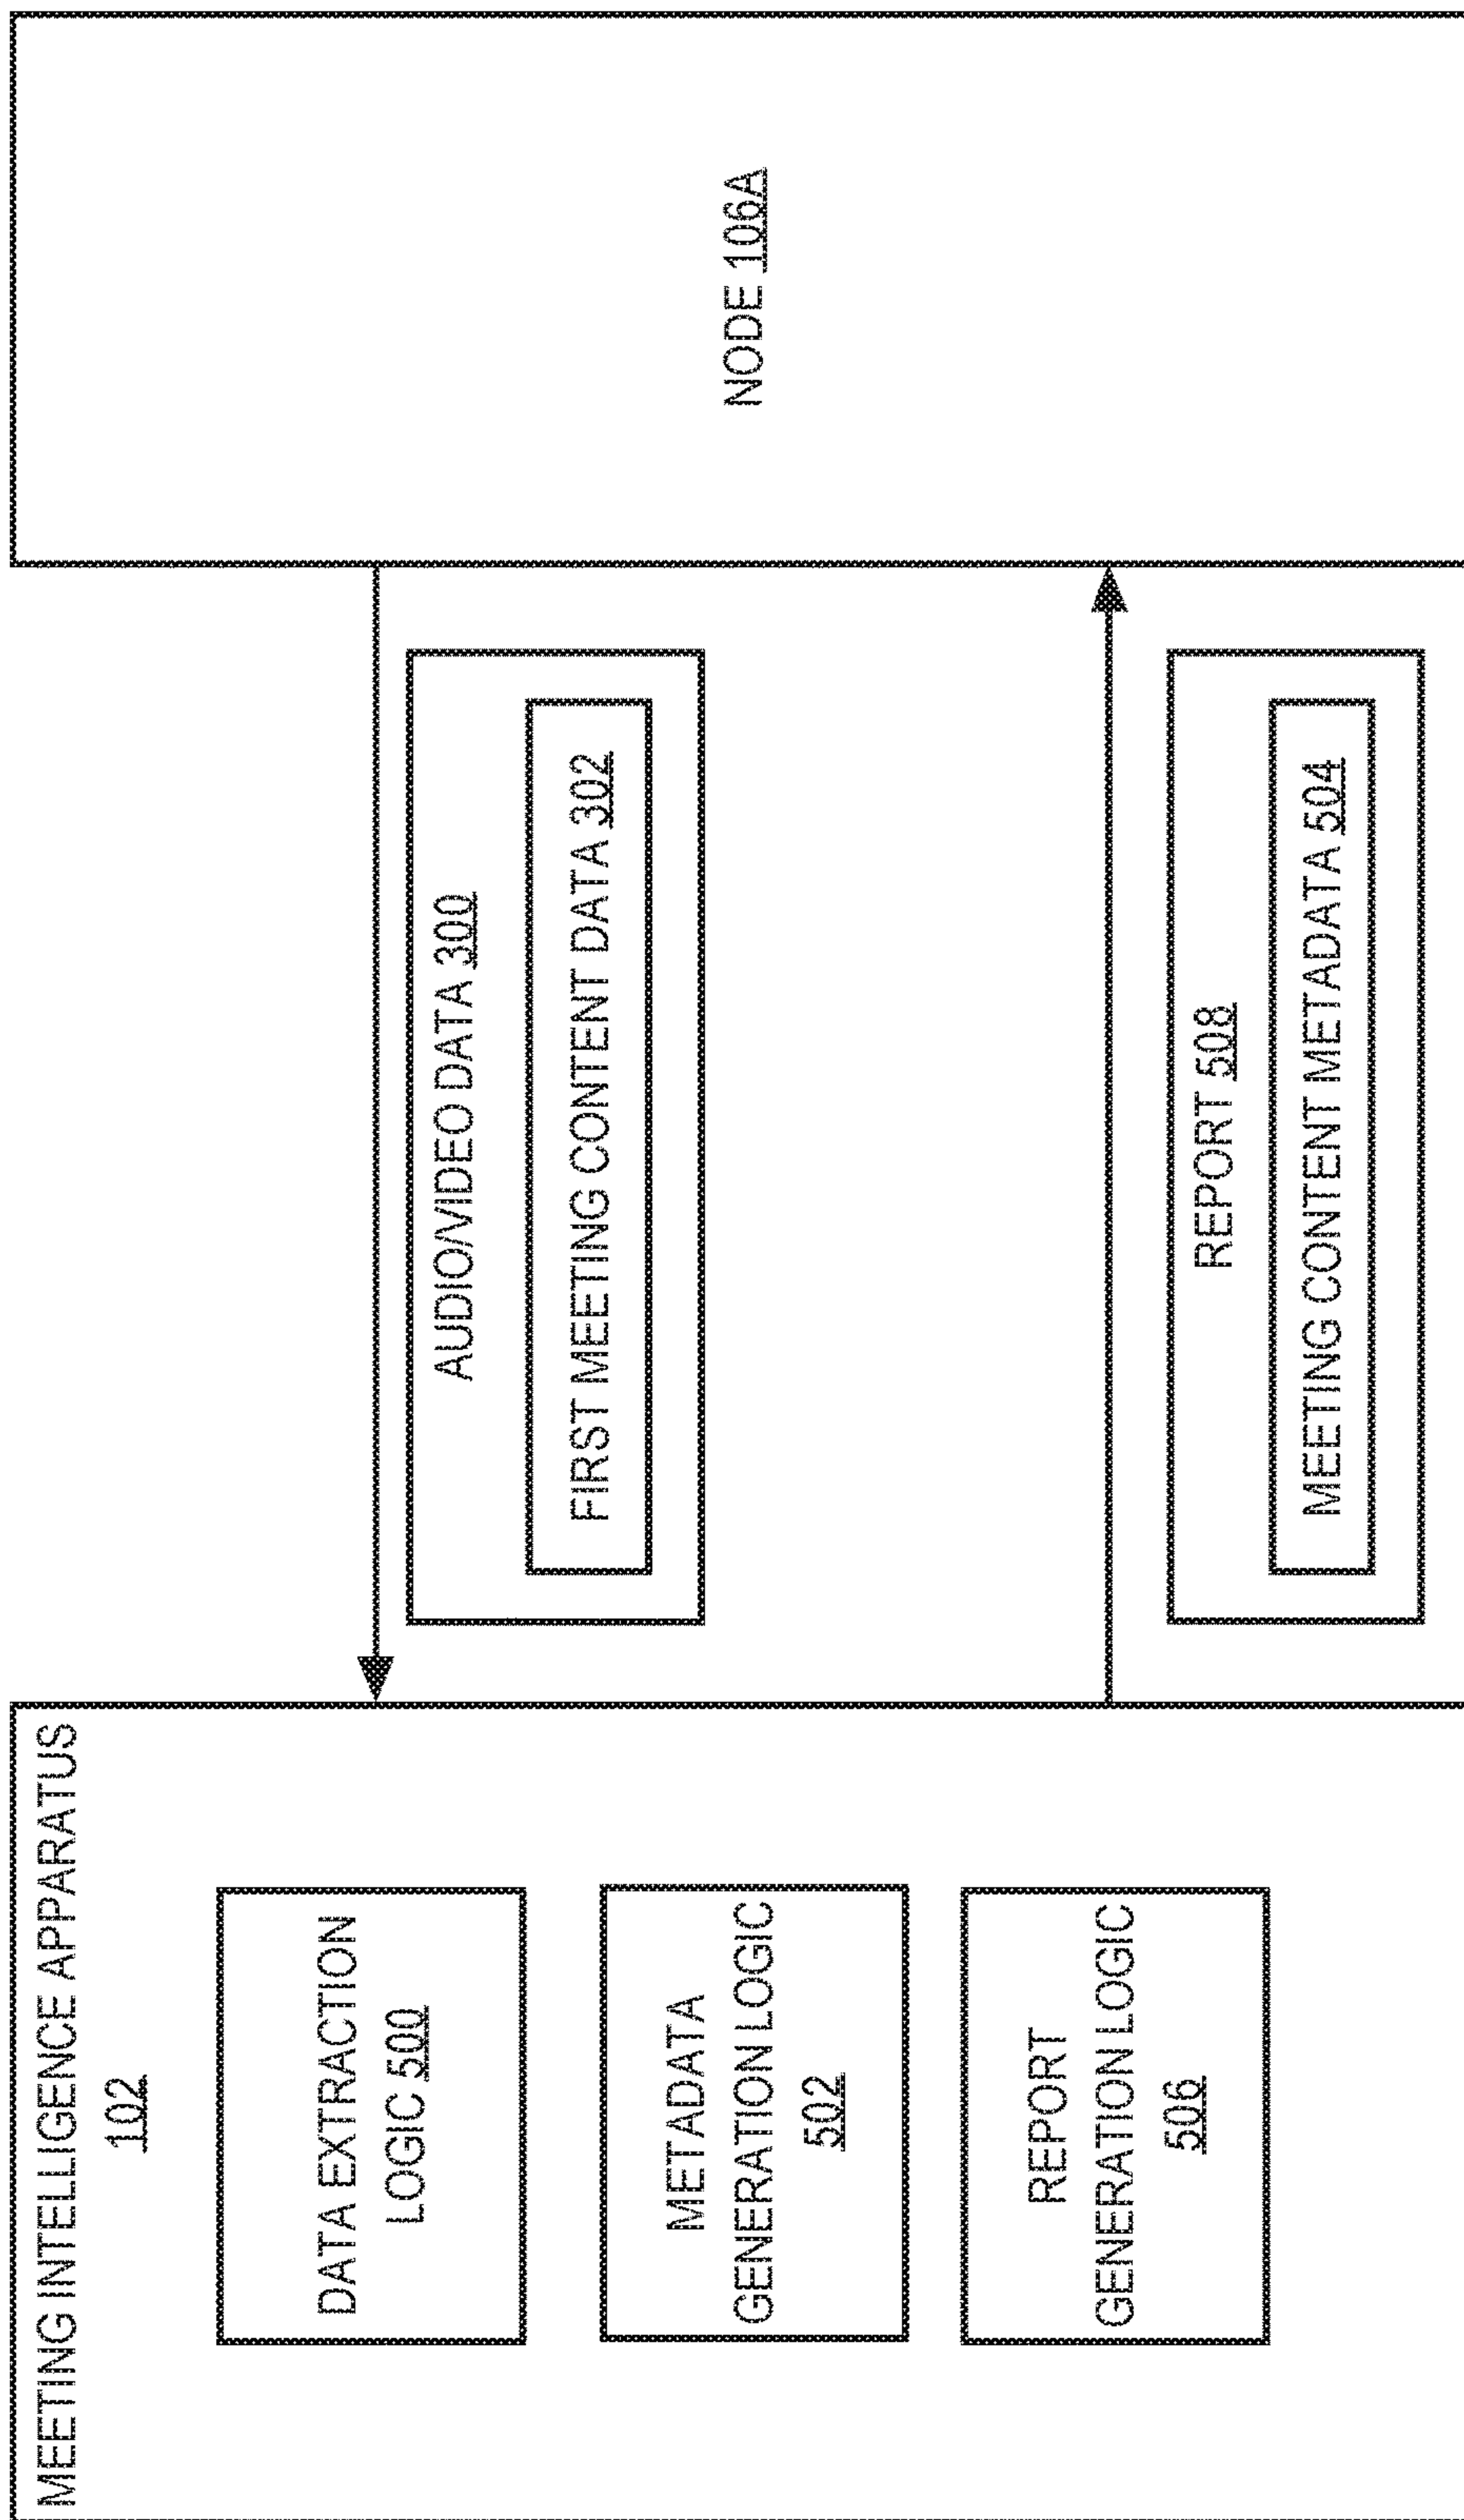 MEETING INTELLIGENCE APPARATUS
102
DATA EXTRACTION
LOGIC 500
METADATA
GENERATION LOGIC
502
REPORT
GENERATION LOGIC
506
AUDIO/VIDEO DATA 300
FIRST MEETING CONTENT DATA 302
REPORT 508
MEETING CONTENT METADATA 504
NODE 106A